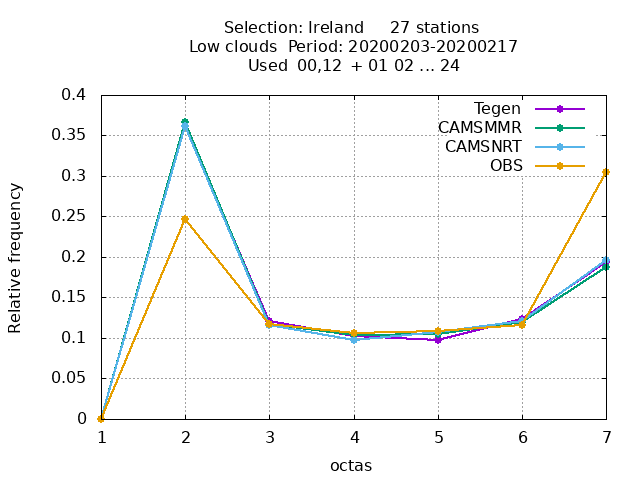 Selection: Ireland 27 stations
Low clouds Period: 20200203-20200217
Used 00,12 + 01 02 ... 24
Tegen
CAMSMMR
CAMSNRT
OBS
Relative frequency
0.4
0.35
0.3
0.25
0.2
0.15
0.1
0.05
0
1 2 3 4 5 6 7
octas